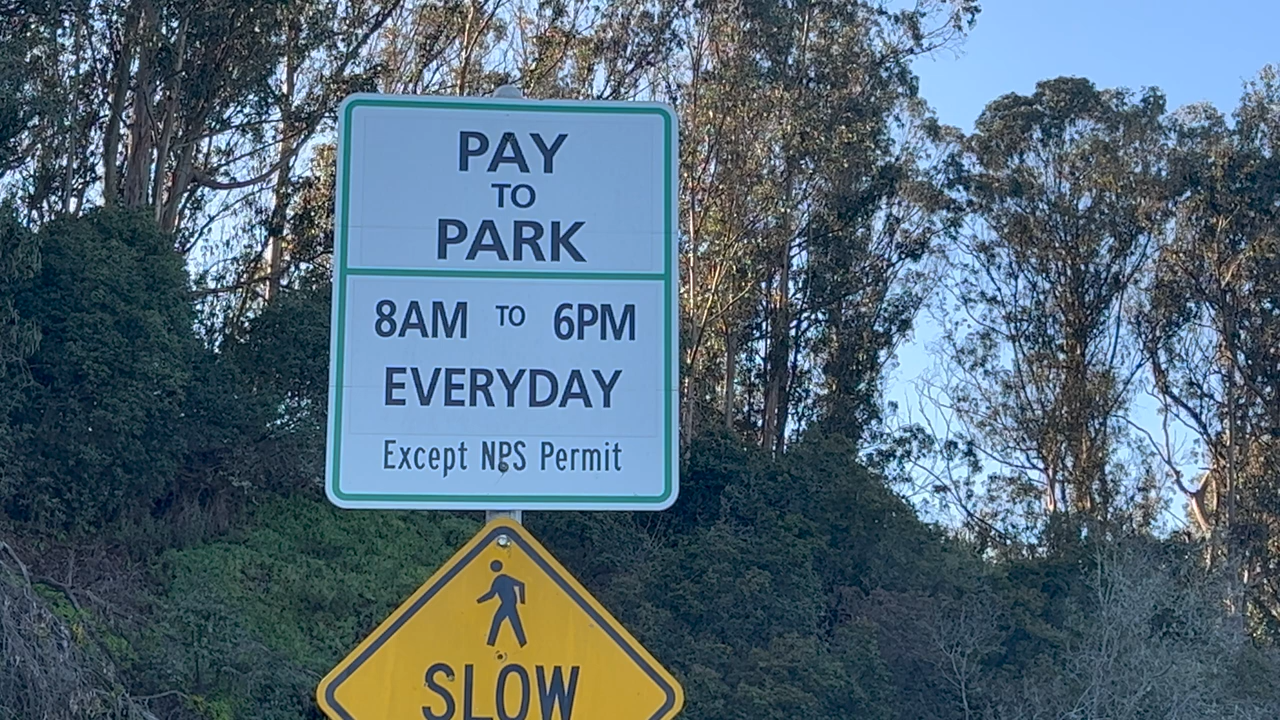 PAY
TO
PARK
8AM TO 6PM
EVERYDAY
Except NPS Permit
SLOW